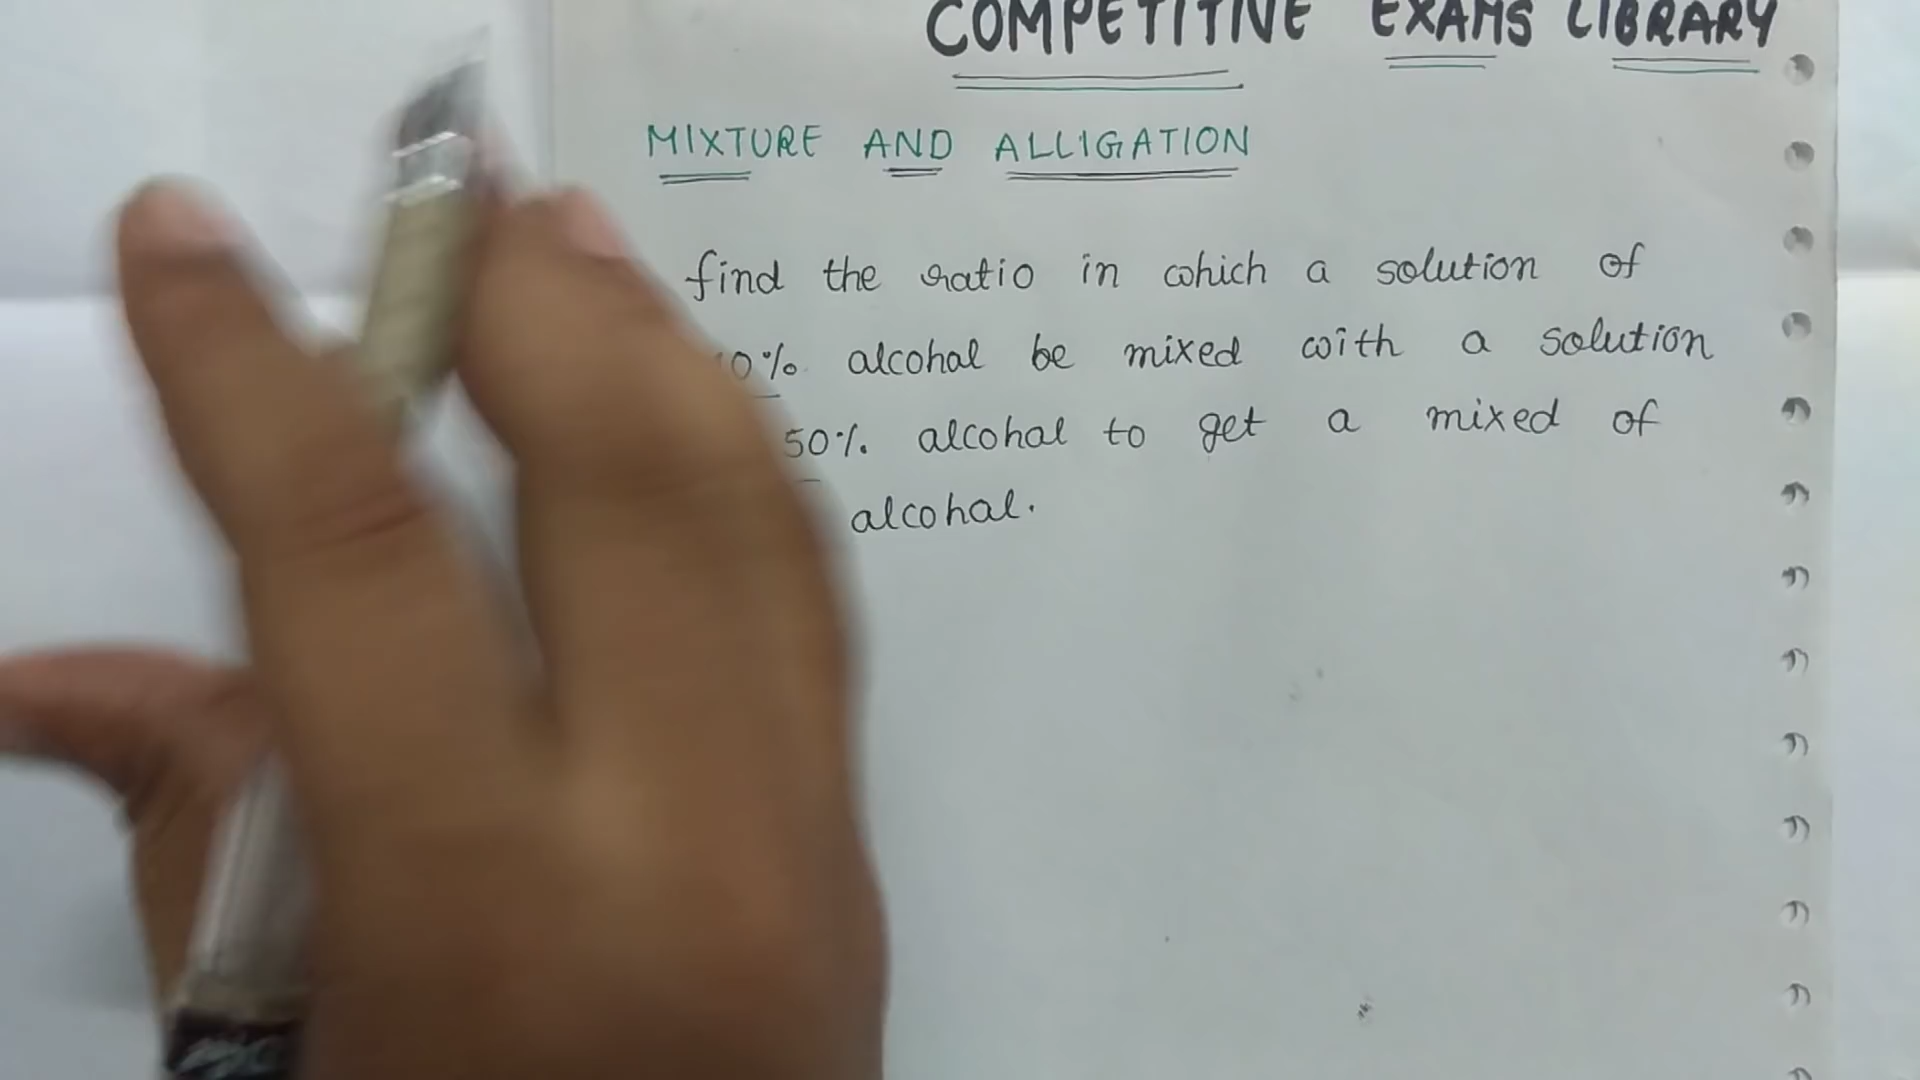 COMPETITIVE EXAMS LIBRARY
MIXTURE AND ALLIGATION
find the ratio in which a solution of
0% alcohal be mixed with a solution
50% alcohal to get a mixed of
alcohal.